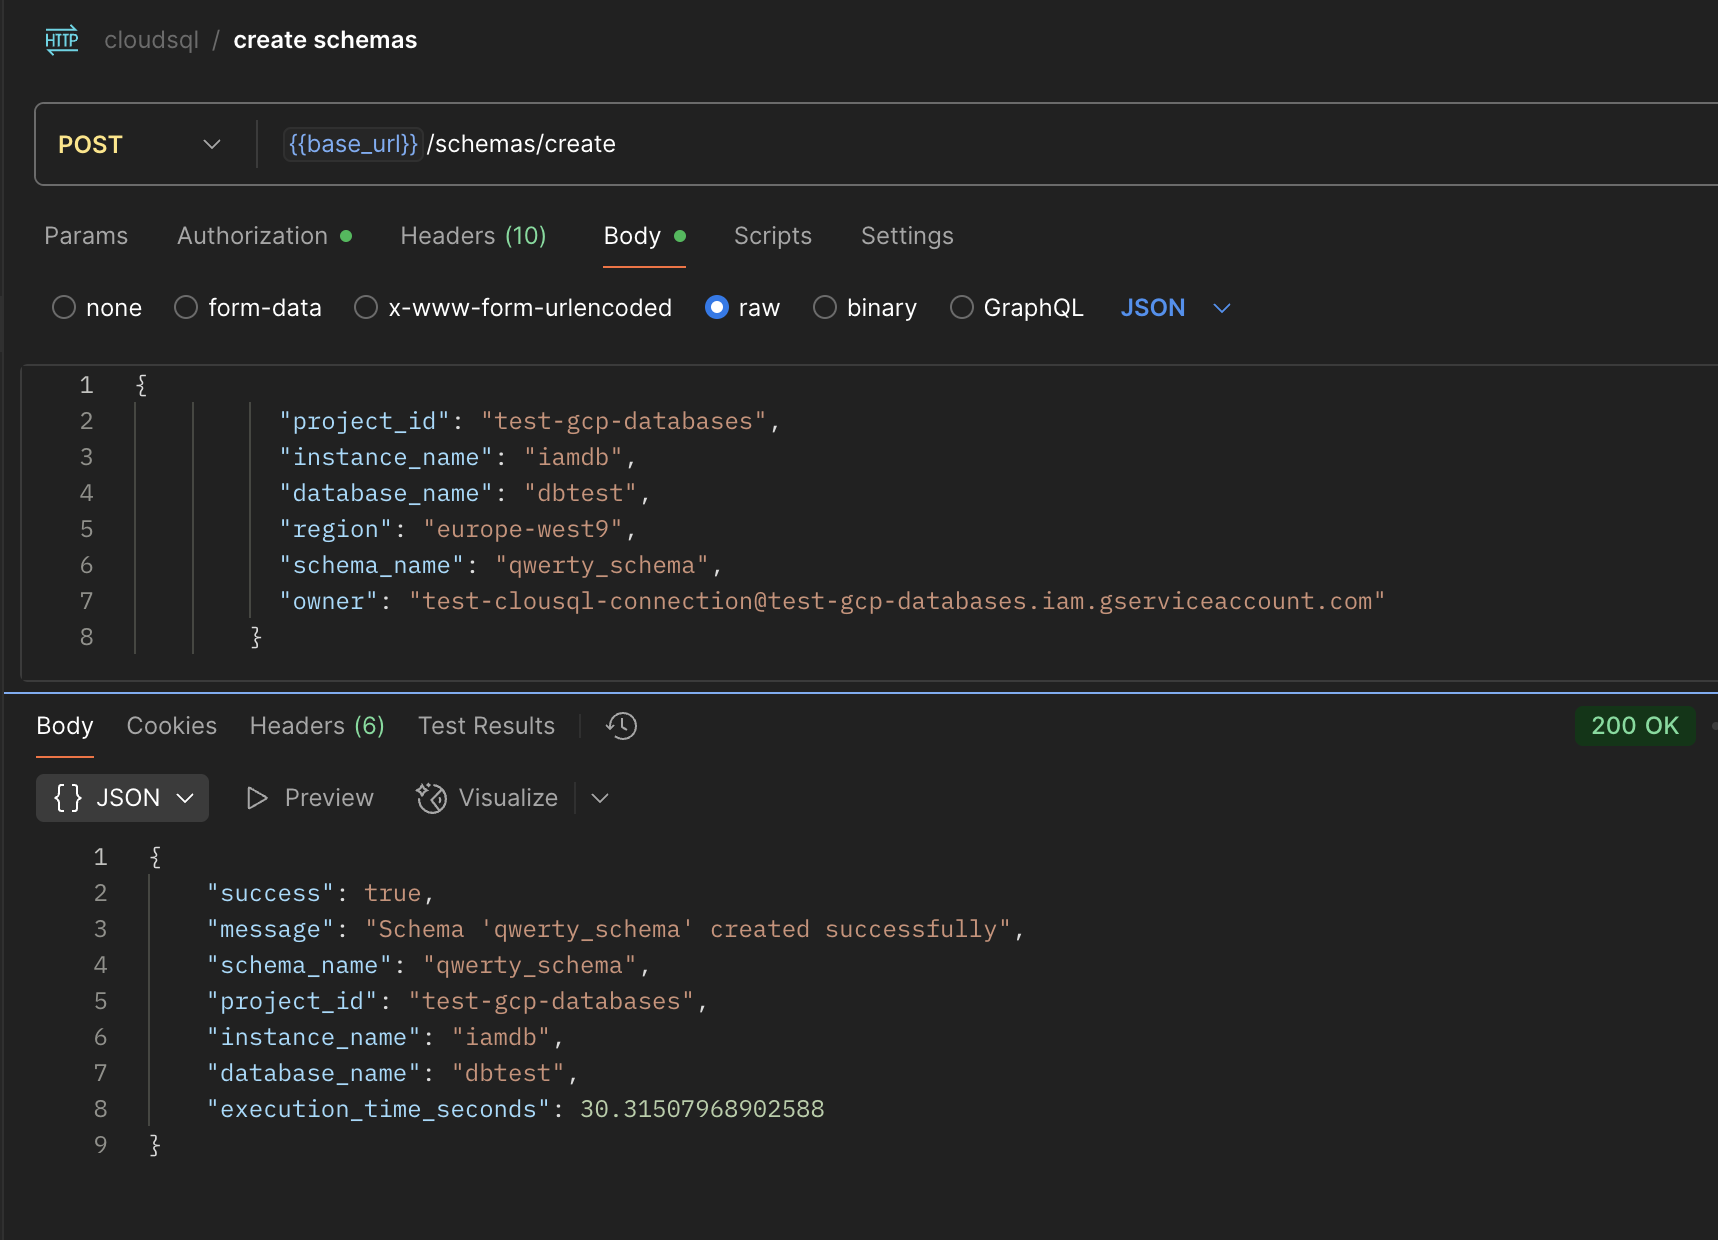 HTTP cloudsql / create schemas
POST {{base_url}}/schemas/create
Params Authorization Headers (10) Body Scripts Settings
none form-data x-www-form-urlencoded raw binary GraphQL JSON
1 {
2 "project_id": "test-gcp-databases",
3 "instance_name": "iamdb",
4 "database_name": "dbtest",
5 "region": "europe-west9",
6 "schema_name": "qwerty_schema",
7 "owner": "test-clousql-connection@test-gcp-databases.iam.gserviceaccount.com"
8 }
Body Cookies Headers (6) Test Results 200 OK
{} JSON Preview Visualize
1 {
2 "success": true,
3 "message": "Schema 'qwerty_schema' created successfully",
4 "schema_name": "qwerty_schema",
5 "project_id": "test-gcp-databases",
6 "instance_name": "iamdb",
7 "database_name": "dbtest",
8 "execution_time_seconds": 30.31507968902588
9 }